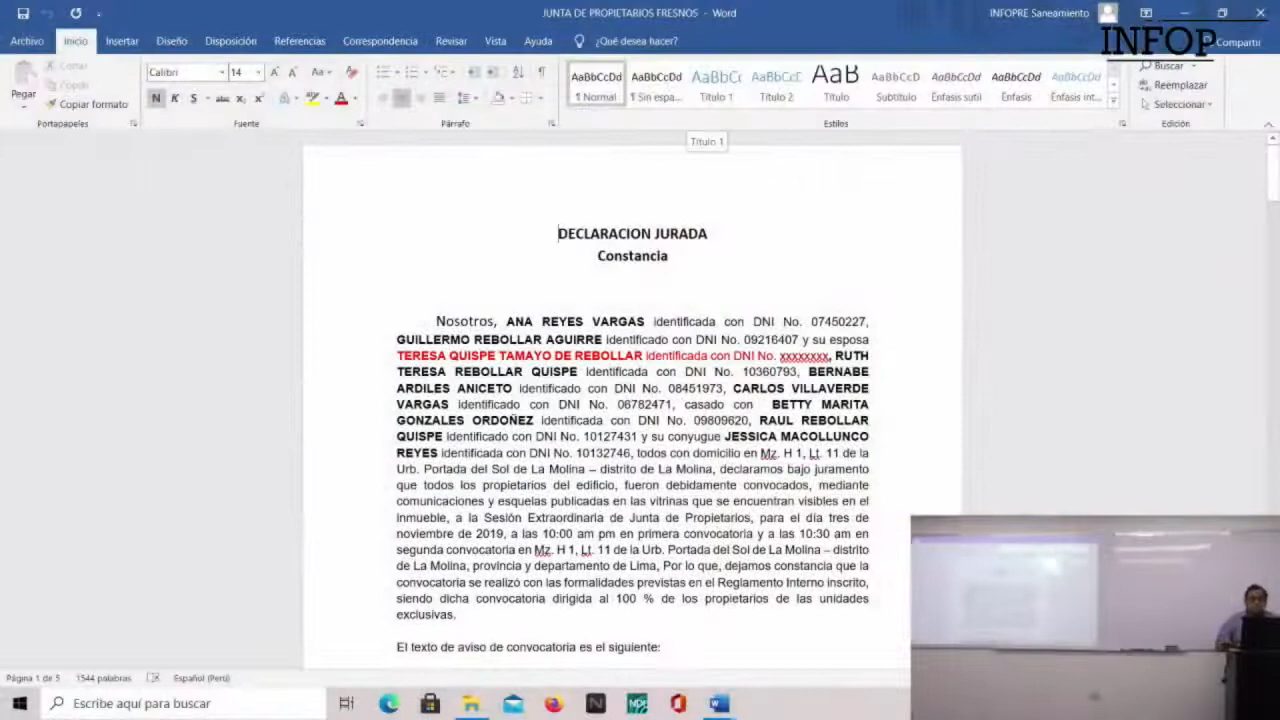 JUNTA DE PROPIETARIOS FRESNOS - Word
INFOPRE Saneamiento
INFOP
Archivo Inicio Insertar Diseño Disposición Referencias Correspondencia Revisar Vista Ayuda ¿Qué desea hacer? Compartir
Pegar
Cortar
Copiar
Copiar formato
Portapapeles
Calibri 14
N K S abc x₂ x²
Fuente
Párrafo
AaBbCcDd AaBbCcDd AaBbCc AaBbCcC AaB AaBbCcD AaBbCcDd AaBbCcDd AaBbCcDd
¶ Normal ¶ Sin espa... Título 1 Título 2 Título Subtítulo Énfasis sutil Énfasis Énfasis int...
Estilos
Buscar
Reemplazar
Seleccionar
Edición
Título 1
DECLARACION JURADA
Constancia
Nosotros, ANA REYES VARGAS identificada con DNI No. 07450227,
GUILLERMO REBOLLAR AGUIRRE identificado con DNI No. 09216407 y su esposa
TERESA QUISPE TAMAYO DE REBOLLAR identificada con DNI No. xxxxxxxx, RUTH
TERESA REBOLLAR QUISPE identificada con DNI No. 10360793, BERNABE
ARDILES ANICETO identificado con DNI No. 08451973, CARLOS VILLAVERDE
VARGAS identificado con DNI No. 06782471, casado con BETTY MARITA
GONZALES ORDOÑEZ identificada con DNI No. 09809620, RAUL REBOLLAR
QUISPE identificado con DNI No. 10127431 y su conyugue JESSICA MACOLLUNCO
REYES identificada con DNI No. 10132746, todos con domicilio en Mz. H 1, Lt. 11 de la
Urb. Portada del Sol de La Molina – distrito de La Molina, declaramos bajo juramento
que todos los propietarios del edificio, fueron debidamente convocados, mediante
comunicaciones y esquelas publicadas en las vitrinas que se encuentran visibles en el
inmueble, a la Sesión Extraordinaria de Junta de Propietarios, para el día tres de
noviembre de 2019, a las 10:00 am pm en primera convocatoria y a las 10:30 am en
segunda convocatoria en Mz. H 1, Lt. 11 de la Urb. Portada del Sol de La Molina – distrito
de La Molina, provincia y departamento de Lima, Por lo que, dejamos constancia que la
convocatoria se realizo con las formalidades previstas en el Reglamento Interno inscrito,
siendo dicha convocatoria dirigida al 100 % de los propietarios de las unidades
exclusivas.
El texto de aviso de convocatoria es el siguiente:
Página 1 de 5 1544 palabras Español (Perú)
Escribe aquí para buscar